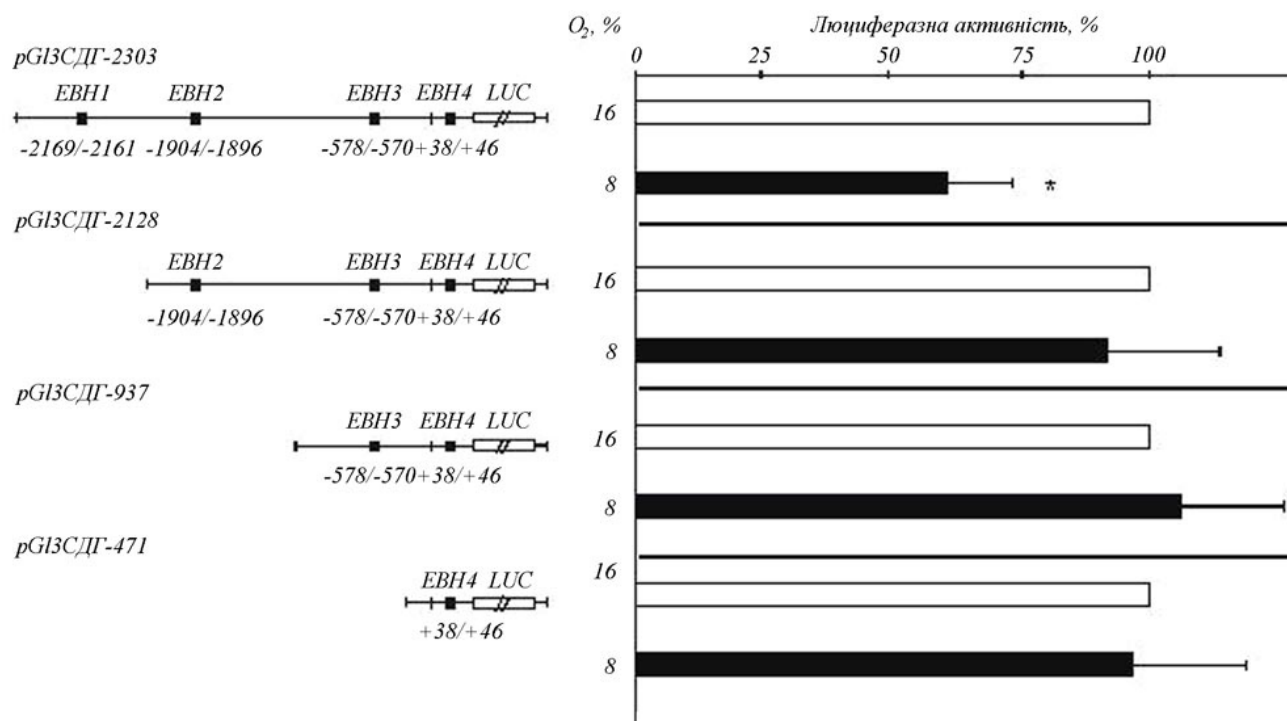 O₂, %
Люциферазна активність, %
0 25 50 75 100
pGl3СДГ-2303
ЕВН1 ЕВН2 ЕВН3 ЕВН4 LUC
-2169/-2161 -1904/-1896 -578/-570+38/+46
16
8
*
pGl3СДГ-2128
ЕВН2 ЕВН3 ЕВН4 LUC
-1904/-1896 -578/-570+38/+46
16
8
pGl3СДГ-937
ЕВН3 ЕВН4 LUC
-578/-570+38/+46
16
8
pGl3СДГ-471
ЕВН4 LUC
+38/+46
16
8